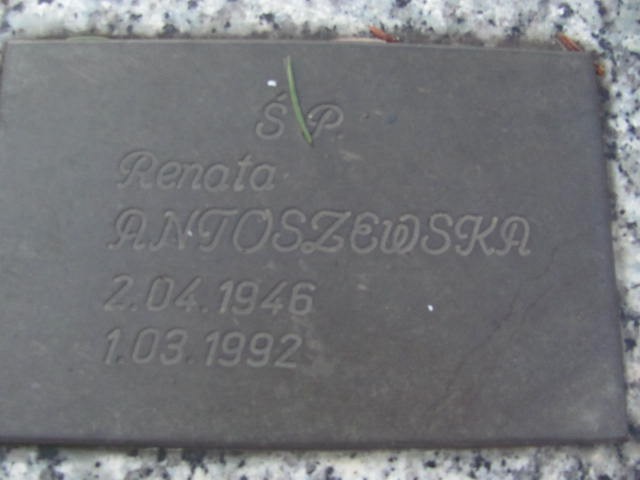 Ś P.
Renata
ANTOSZEWSKA
2.04.1946
1.03.1992